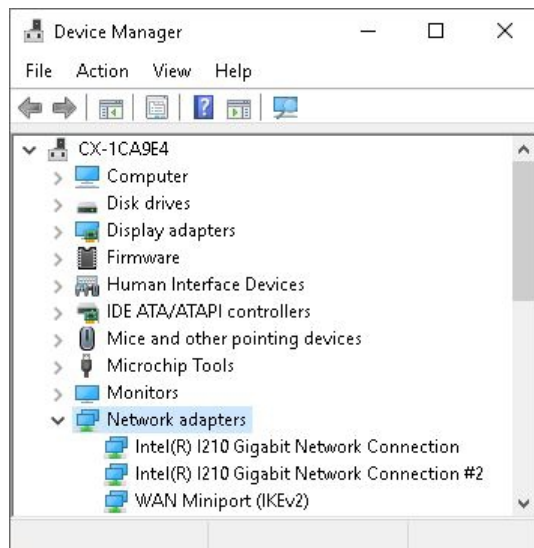 Device Manager
File Action View Help
CX-1CA9E4
Computer
Disk drives
Display adapters
Firmware
Human Interface Devices
IDE ATA/ATAPI controllers
Mice and other pointing devices
Microchip Tools
Monitors
Network adapters
Intel(R) I210 Gigabit Network Connection
Intel(R) I210 Gigabit Network Connection #2
WAN Miniport (IKEv2)